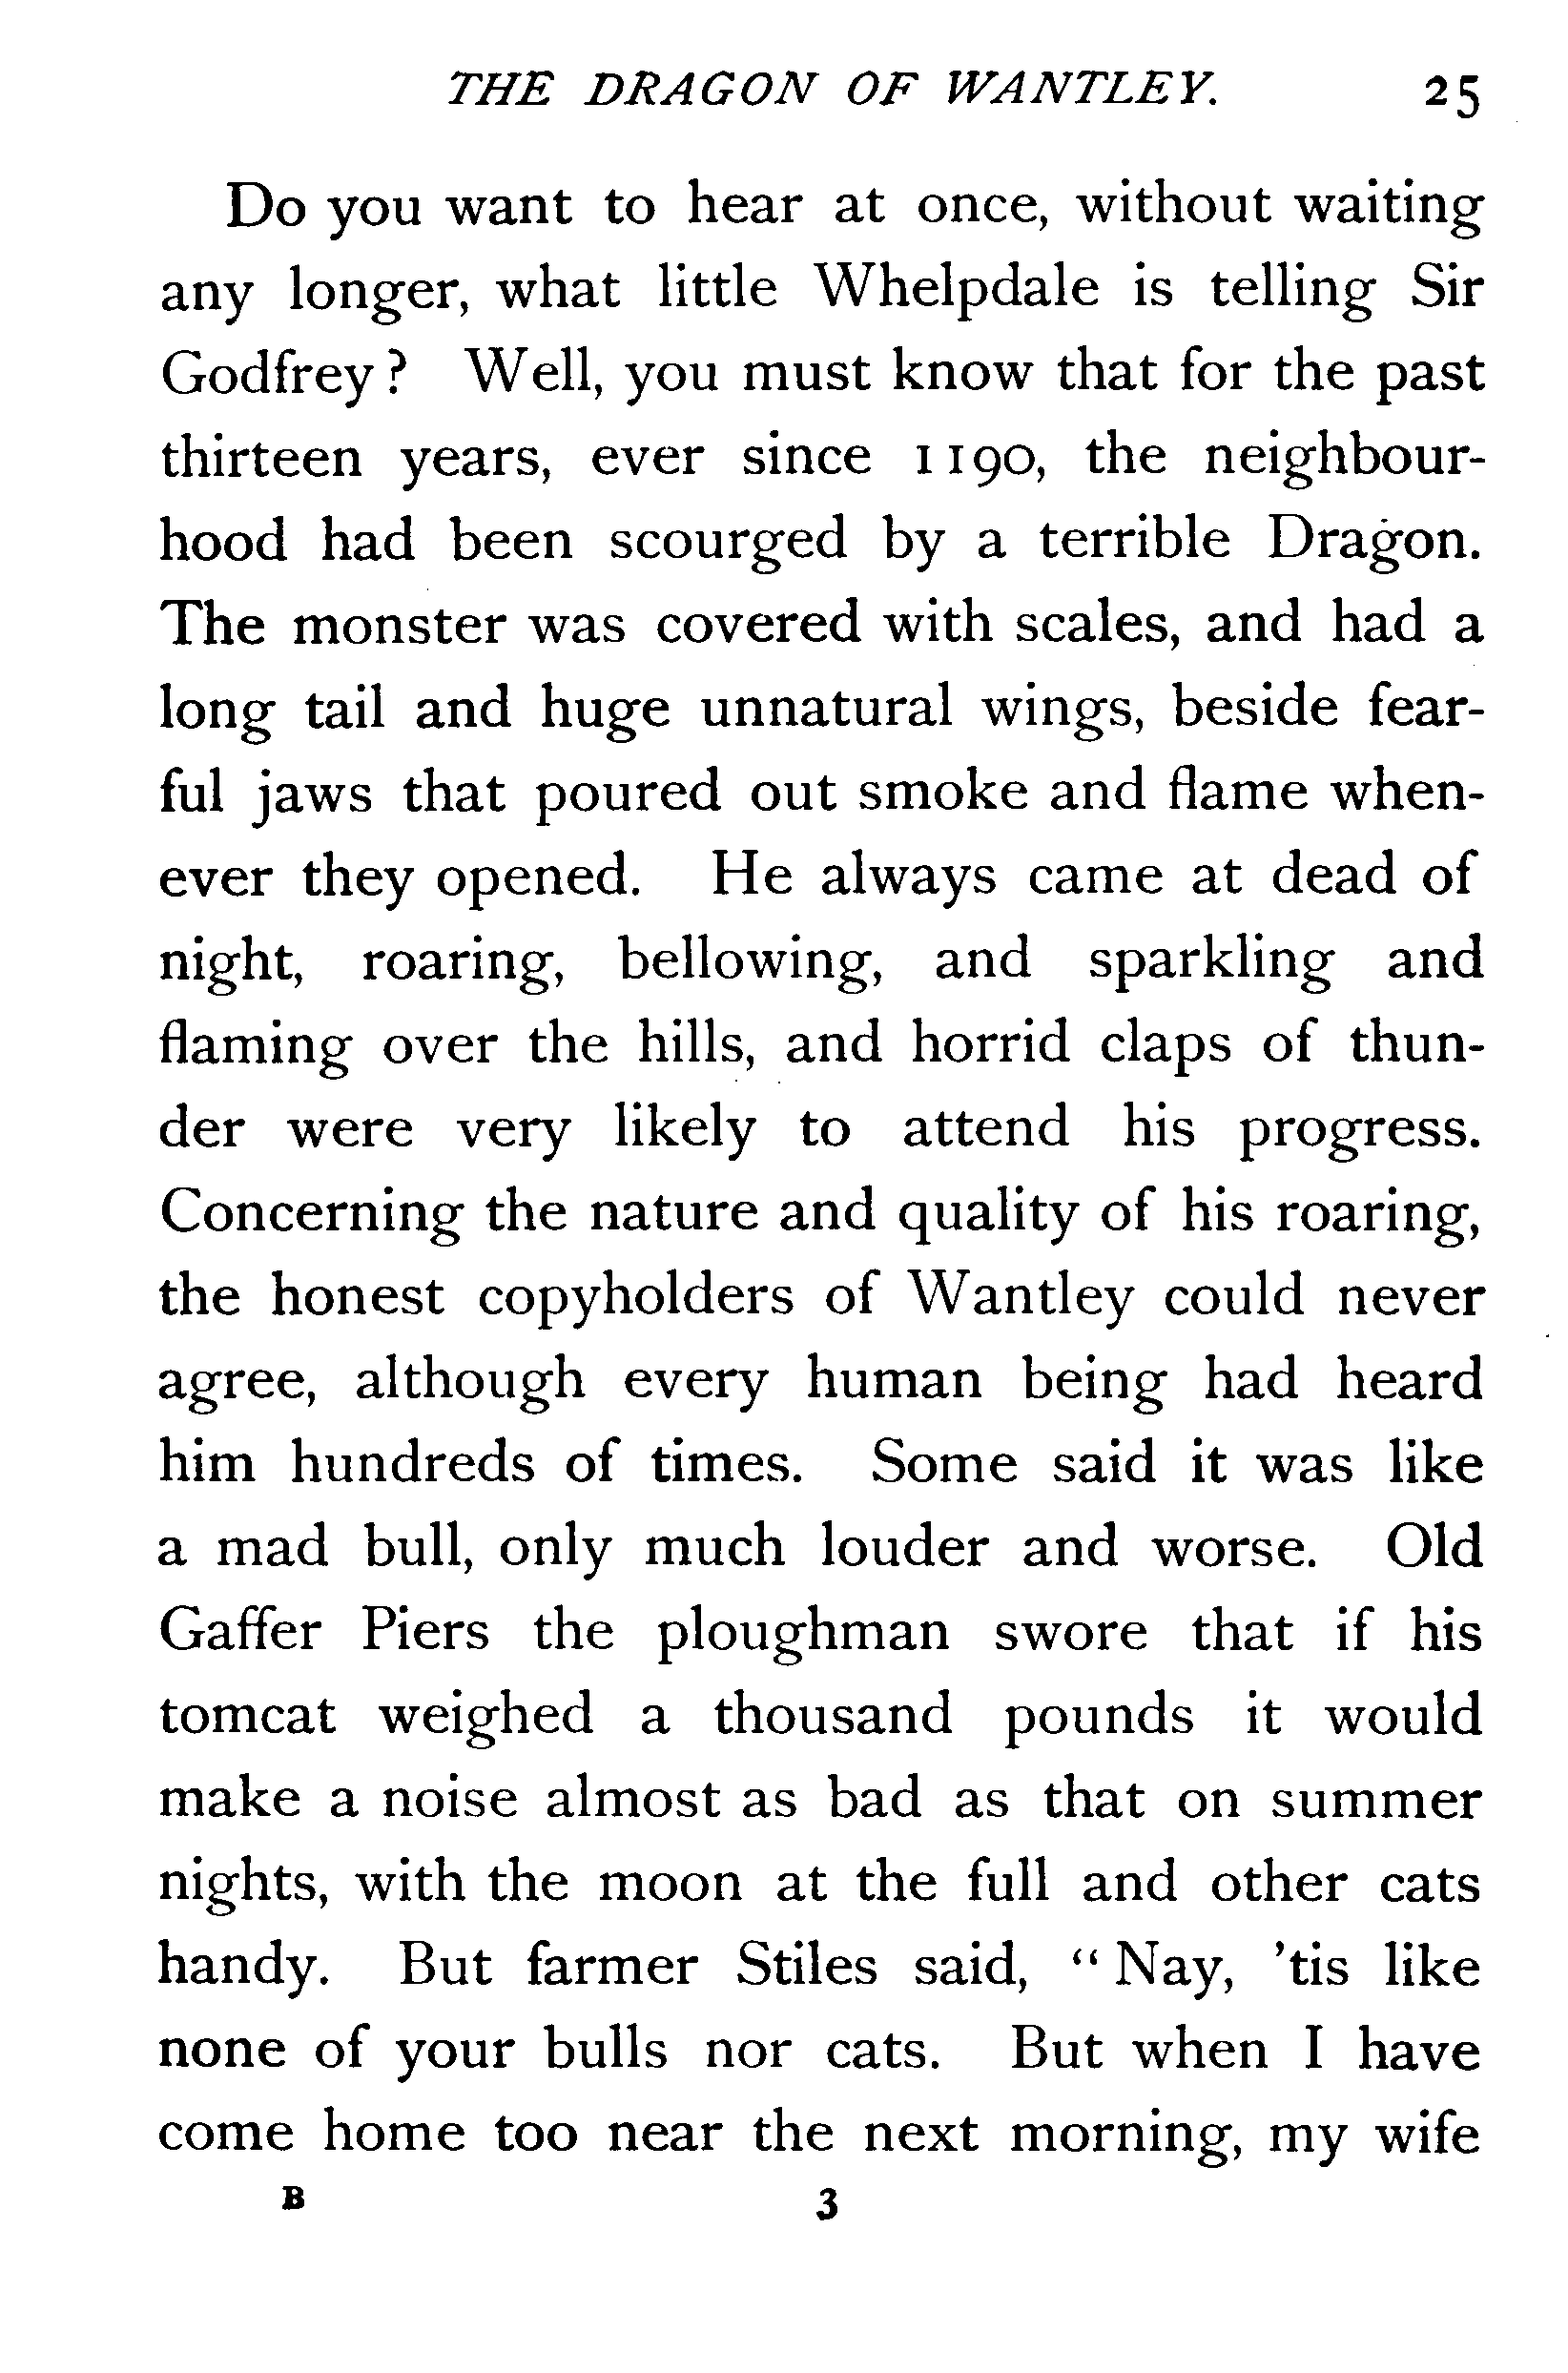 THE DRAGON OF WANTLEY. 25
Do you want to hear at once, without waiting
any longer, what little Whelpdale is telling Sir
Godfrey? Well, you must know that for the past
thirteen years, ever since 1190, the neighbour-
hood had been scourged by a terrible Dragon.
The monster was covered with scales, and had a
long tail and huge unnatural wings, beside fear-
ful jaws that poured out smoke and flame when-
ever they opened. He always came at dead of
night, roaring, bellowing, and sparkling and
flaming over the hills, and horrid claps of thun-
der were very likely to attend his progress.
Concerning the nature and quality of his roaring,
the honest copyholders of Wantley could never
agree, although every human being had heard
him hundreds of times. Some said it was like
a mad bull, only much louder and worse. Old
Gaffer Piers the ploughman swore that if his
tomcat weighed a thousand pounds it would
make a noise almost as bad as that on summer
nights, with the moon at the full and other cats
handy. But farmer Stiles said, “Nay, ’tis like
none of your bulls nor cats. But when I have
come home too near the next morning, my wife
B 3